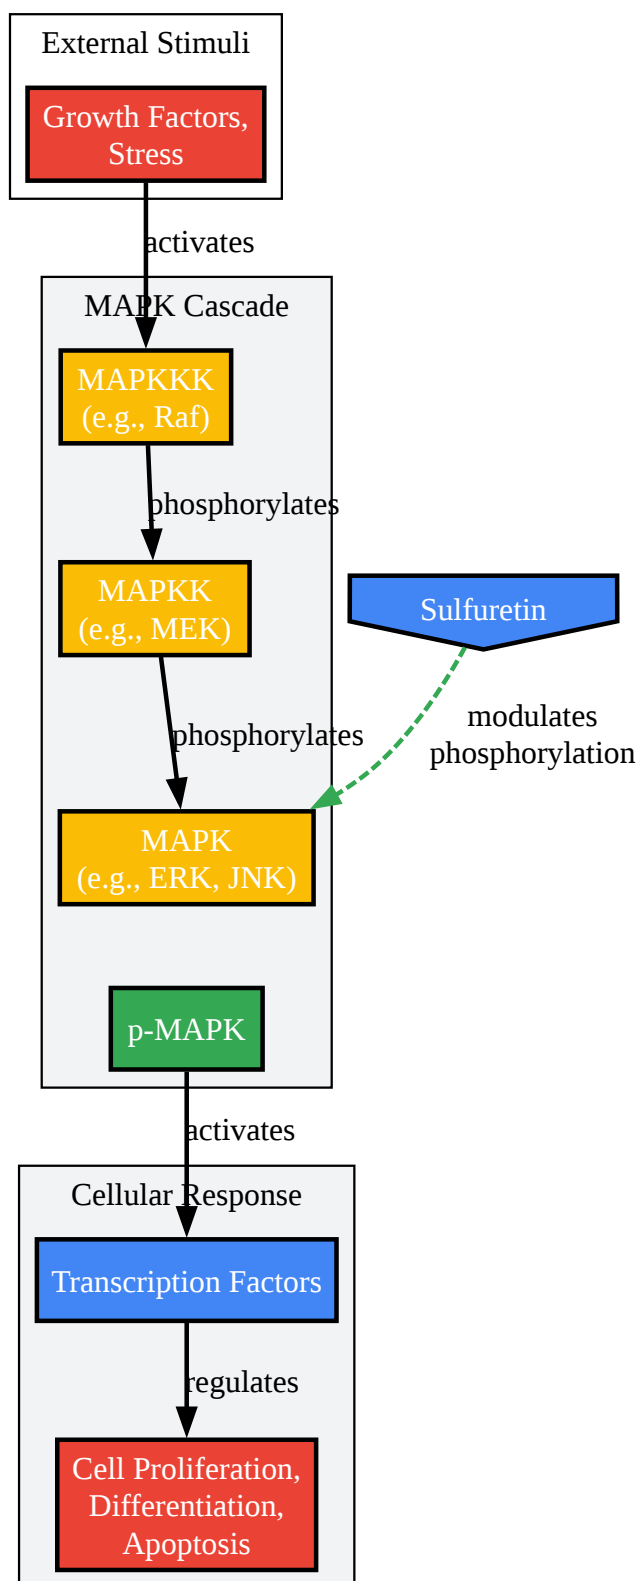 External Stimuli
Growth Factors,
Stress
activates
MAPK Cascade
MAPKKK
(e.g., Raf)
phosphorylates
MAPKK
(e.g., MEK)
Sulfuretin
phosphorylates
modulates
phosphorylation
MAPK
(e.g., ERK, JNK)
p-MAPK
activates
Cellular Response
Transcription Factors
regulates
Cell Proliferation,
Differentiation,
Apoptosis